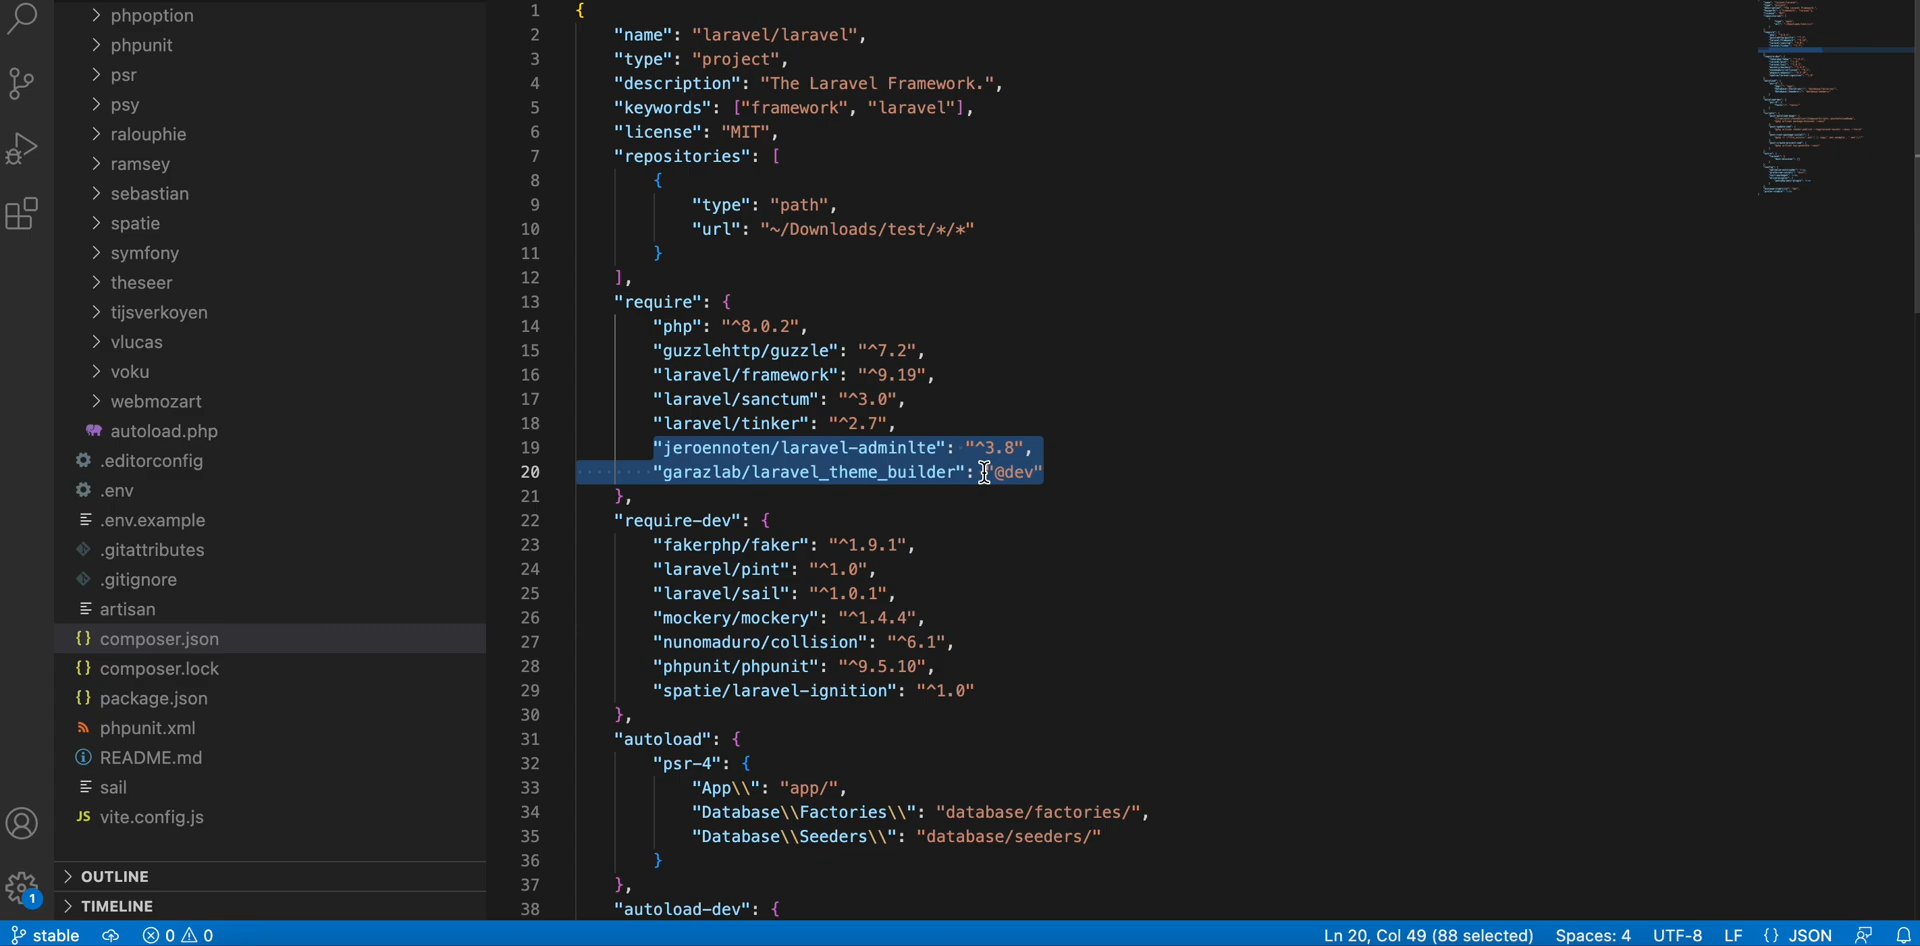 phpoption
phpunit
psr
psy
ralouphie
ramsey
sebastian
spatie
symfony
theseer
tijsverkoyen
vlucas
voku
webmozart
autoload.php
.editorconfig
.env
.env.example
.gitattributes
.gitignore
artisan
composer.json
composer.lock
package.json
phpunit.xml
README.md
sail
JS vite.config.js
OUTLINE
TIMELINE
1
1 {
2 "name": "laravel/laravel",
3 "type": "project",
4 "description": "The Laravel Framework.",
5 "keywords": ["framework", "laravel"],
6 "license": "MIT",
7 "repositories": [
8 {
9 "type": "path",
10 "url": "~/Downloads/test/*/*"
11 }
12 ],
13 "require": {
14 "php": "^8.0.2",
15 "guzzlehttp/guzzle": "^7.2",
16 "laravel/framework": "^9.19",
17 "laravel/sanctum": "^3.0",
18 "laravel/tinker": "^2.7",
19 "jeroennoten/laravel-adminlte": "^3.8",
20 "garazlab/laravel_theme_builder": "@dev"
21 },
22 "require-dev": {
23 "fakerphp/faker": "^1.9.1",
24 "laravel/pint": "^1.0",
25 "laravel/sail": "^1.0.1",
26 "mockery/mockery": "^1.4.4",
27 "nunomaduro/collision": "^6.1",
28 "phpunit/phpunit": "^9.5.10",
29 "spatie/laravel-ignition": "^1.0"
30 },
31 "autoload": {
32 "psr-4": {
33 "App\\": "app/",
34 "Database\\Factories\\": "database/factories/",
35 "Database\\Seeders\\": "database/seeders/"
36 }
37 },
38 "autoload-dev": {
stable 0 0 Ln 20, Col 49 (88 selected) Spaces: 4 UTF-8 LF {} JSON